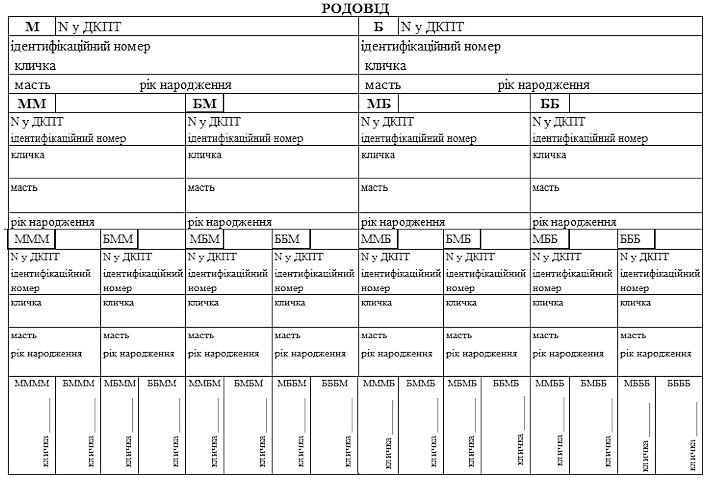 РОДОВІД
М N у ДКПТ Б N у ДКПТ
ідентифікаційний номер ідентифікаційний номер
кличка кличка
масть рік народження масть рік народження
ММ БМ МБ ББ
N у ДКПТ N у ДКПТ N у ДКПТ N у ДКПТ
ідентифікаційний номер ідентифікаційний номер ідентифікаційний номер ідентифікаційний номер
кличка кличка кличка кличка
масть масть масть масть
рік народження рік народження рік народження рік народження
МММ БММ МБМ ББМ ММБ БМБ МББ БББ
N у ДКПТ N у ДКПТ N у ДКПТ N у ДКПТ N у ДКПТ N у ДКПТ N у ДКПТ N у ДКПТ
ідентифікаційний ідентифікаційний ідентифікаційний ідентифікаційний ідентифікаційний ідентифікаційний ідентифікаційний ідентифікаційний
номер номер номер номер номер номер номер номер
кличка кличка кличка кличка кличка кличка кличка кличка
масть масть масть масть масть масть масть масть
рік народження рік народження рік народження рік народження рік народження рік народження рік народження рік народження
ММММ БМММ МБММ ББММ ММБМ БМБМ МББМ БББМ МММБ БММБ МБМБ ББМБ ММББ БМББ МБББ ББББ
кличка кличка кличка кличка кличка кличка кличка кличка кличка кличка кличка кличка кличка кличка кличка кличка